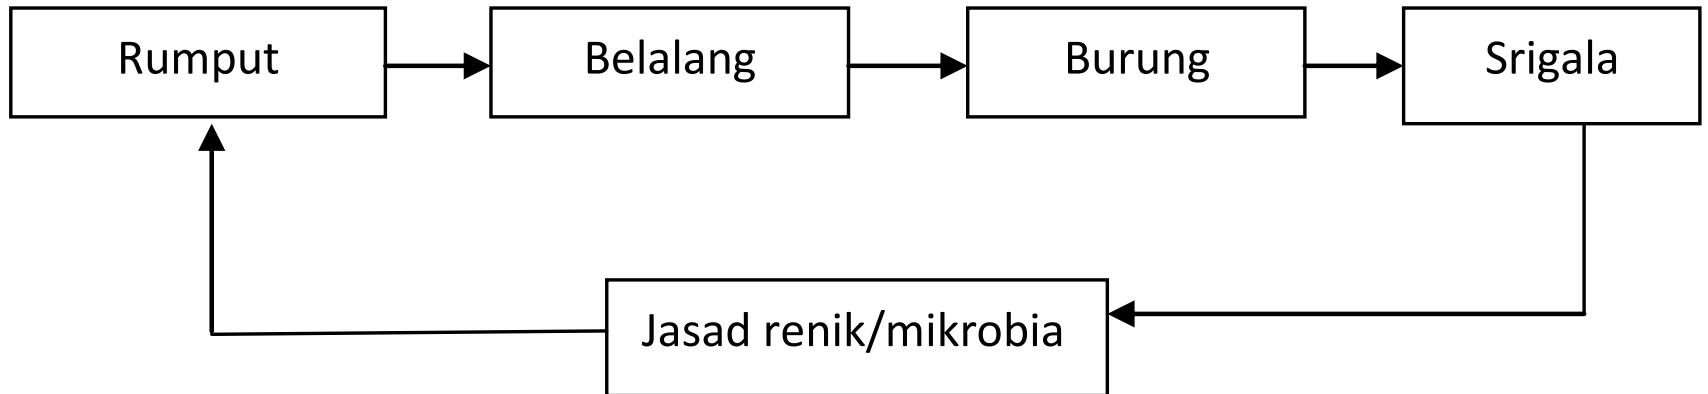 Rumput
Belalang
Burung
Srigala
Jasad renik/mikrobia